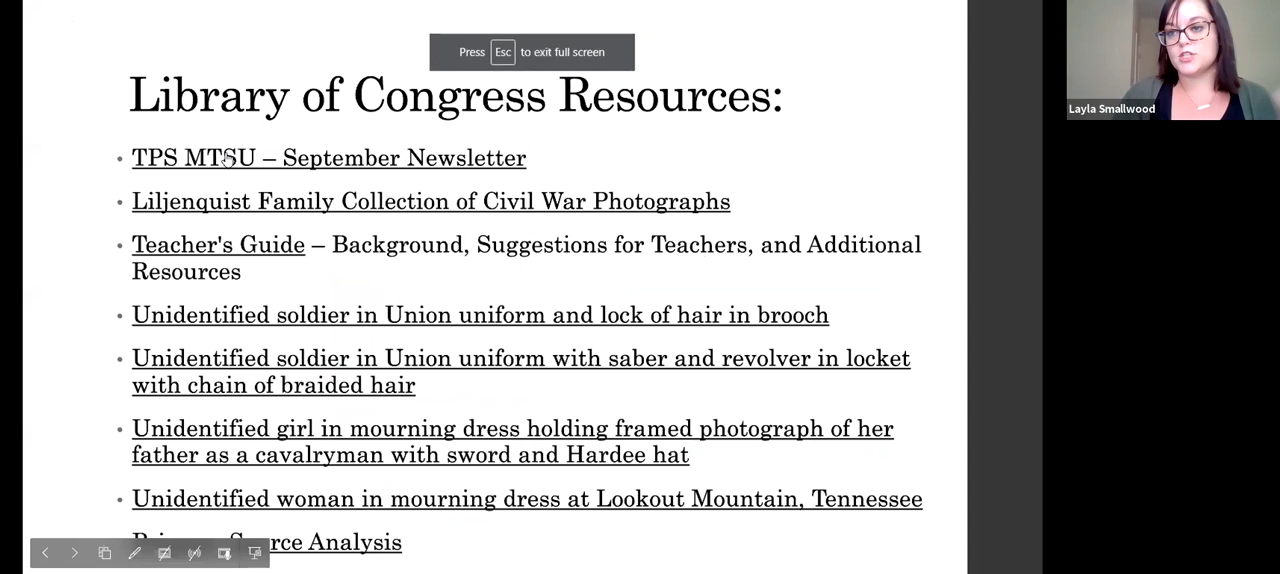 Press Esc to exit full screen
Library of Congress Resources:
• TPS MTSU – September Newsletter
• Liljenquist Family Collection of Civil War Photographs
• Teacher's Guide – Background, Suggestions for Teachers, and Additional
Resources
• Unidentified soldier in Union uniform and lock of hair in brooch
• Unidentified soldier in Union uniform with saber and revolver in locket
with chain of braided hair
• Unidentified girl in mourning dress holding framed photograph of her
father as a cavalryman with sword and Hardee hat
• Unidentified woman in mourning dress at Lookout Mountain, Tennessee
Analysis
Layla Smallwood